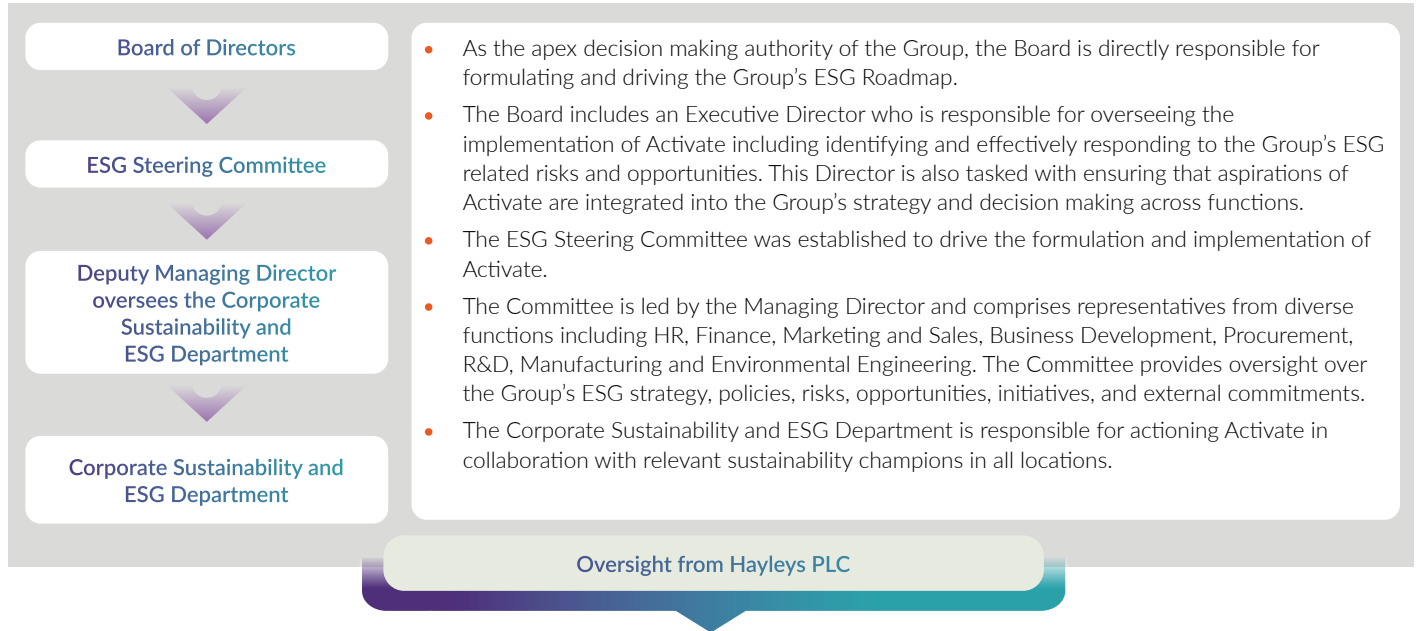 Board of Directors
ESG Steering Committee
Deputy Managing Director
oversees the Corporate
Sustainability and
ESG Department
Corporate Sustainability and
ESG Department
• As the apex decision making authority of the Group, the Board is directly responsible for
formulating and driving the Group’s ESG Roadmap.
• The Board includes an Executive Director who is responsible for overseeing the
implementation of Activate including identifying and effectively responding to the Group’s ESG
related risks and opportunities. This Director is also tasked with ensuring that aspirations of
Activate are integrated into the Group’s strategy and decision making across functions.
• The ESG Steering Committee was established to drive the formulation and implementation of
Activate.
• The Committee is led by the Managing Director and comprises representatives from diverse
functions including HR, Finance, Marketing and Sales, Business Development, Procurement,
R&D, Manufacturing and Environmental Engineering. The Committee provides oversight over
the Group’s ESG strategy, policies, risks, opportunities, initiatives, and external commitments.
• The Corporate Sustainability and ESG Department is responsible for actioning Activate in
collaboration with relevant sustainability champions in all locations.
Oversight from Hayleys PLC